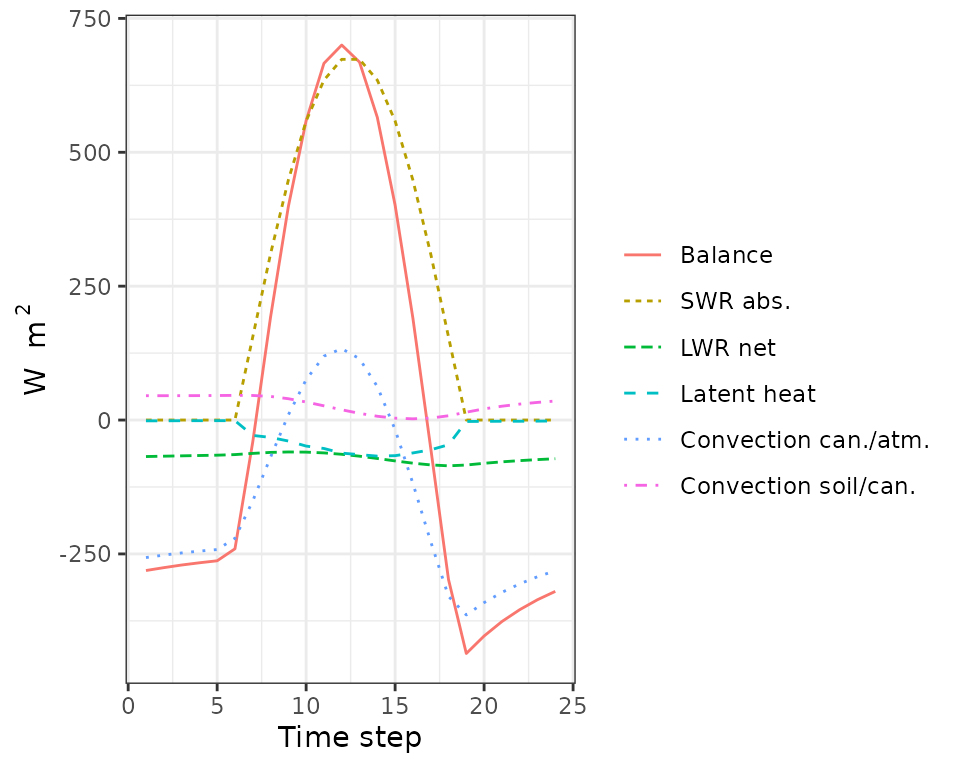 750
500
250
0
-250
0 5 10 15 20 25
Time step
W m²
Balance
SWR abs.
LWR net
Latent heat
Convection can./atm.
Convection soil/can.